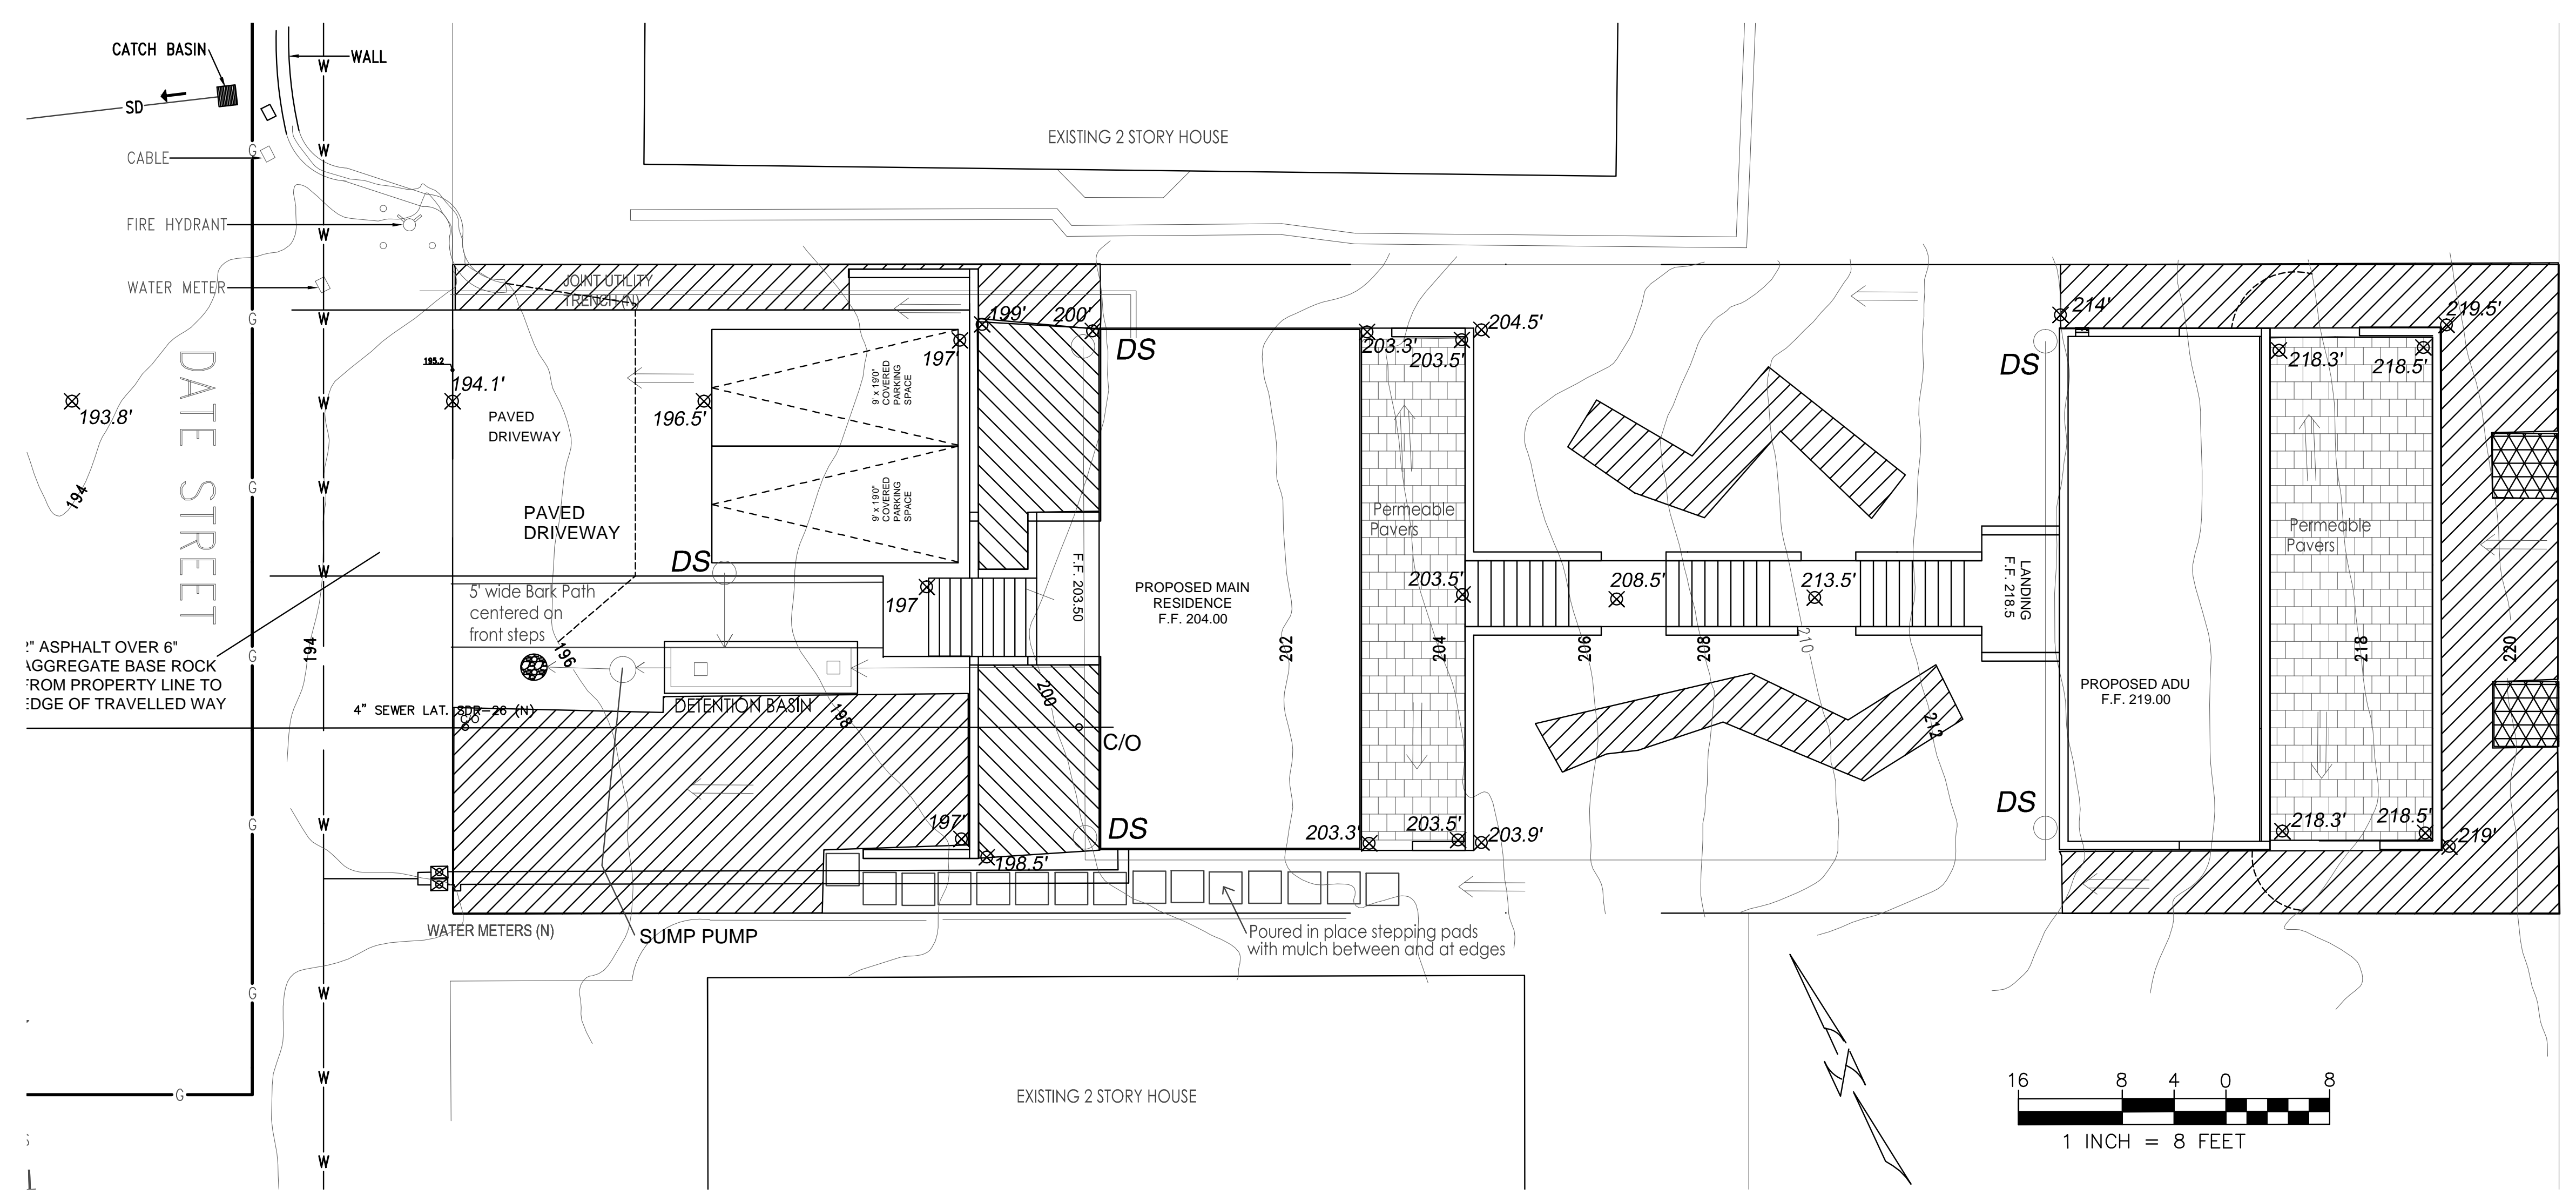 CATCH BASIN
WALL
W
SD
CABLE
G
W
EXISTING 2 STORY HOUSE
FIRE HYDRANT
W
WATER METER
JOINT UTILITY
TRENCH (N)
G
W
199'
200'
197'
DS
203.3'
203.5'
204.5'
214'
DS
218.3'
218.5'
219.5'
195.2
194.1'
193.8'
W
PAVED
DRIVEWAY
196.5'
9' x 19'0"
COVERED
PARKING
SPACE
DATE STREET
194
G
W
PAVED
DRIVEWAY
9' x 19'0"
COVERED
PARKING
SPACE
Permeable
Pavers
Permeable
Pavers
DS
W
5' wide Bark Path
centered on
front steps
197
F.F. 203.50
PROPOSED MAIN
RESIDENCE
F.F. 204.00
203.5'
208.5'
213.5'
LANDING
F.F. 218.5
194
196
198
200
202
204
206
208
210
212
218
220
2" ASPHALT OVER 6"
AGGREGATE BASE ROCK
FROM PROPERTY LINE TO
EDGE OF TRAVELLED WAY
G
PROPOSED ADU
F.F. 219.00
4" SEWER LAT. SDR-26 (N)
C/O
DETENTION BASIN
C/O
G
W
197'
198.5'
DS
203.3'
203.5'
203.9'
DS
218.3'
218.5'
219'
WATER METERS (N)
SUMP PUMP
Poured in place stepping pads
with mulch between and at edges
G
W
EXISTING 2 STORY HOUSE
W
G
W
16 8 4 0 8
1 INCH = 8 FEET